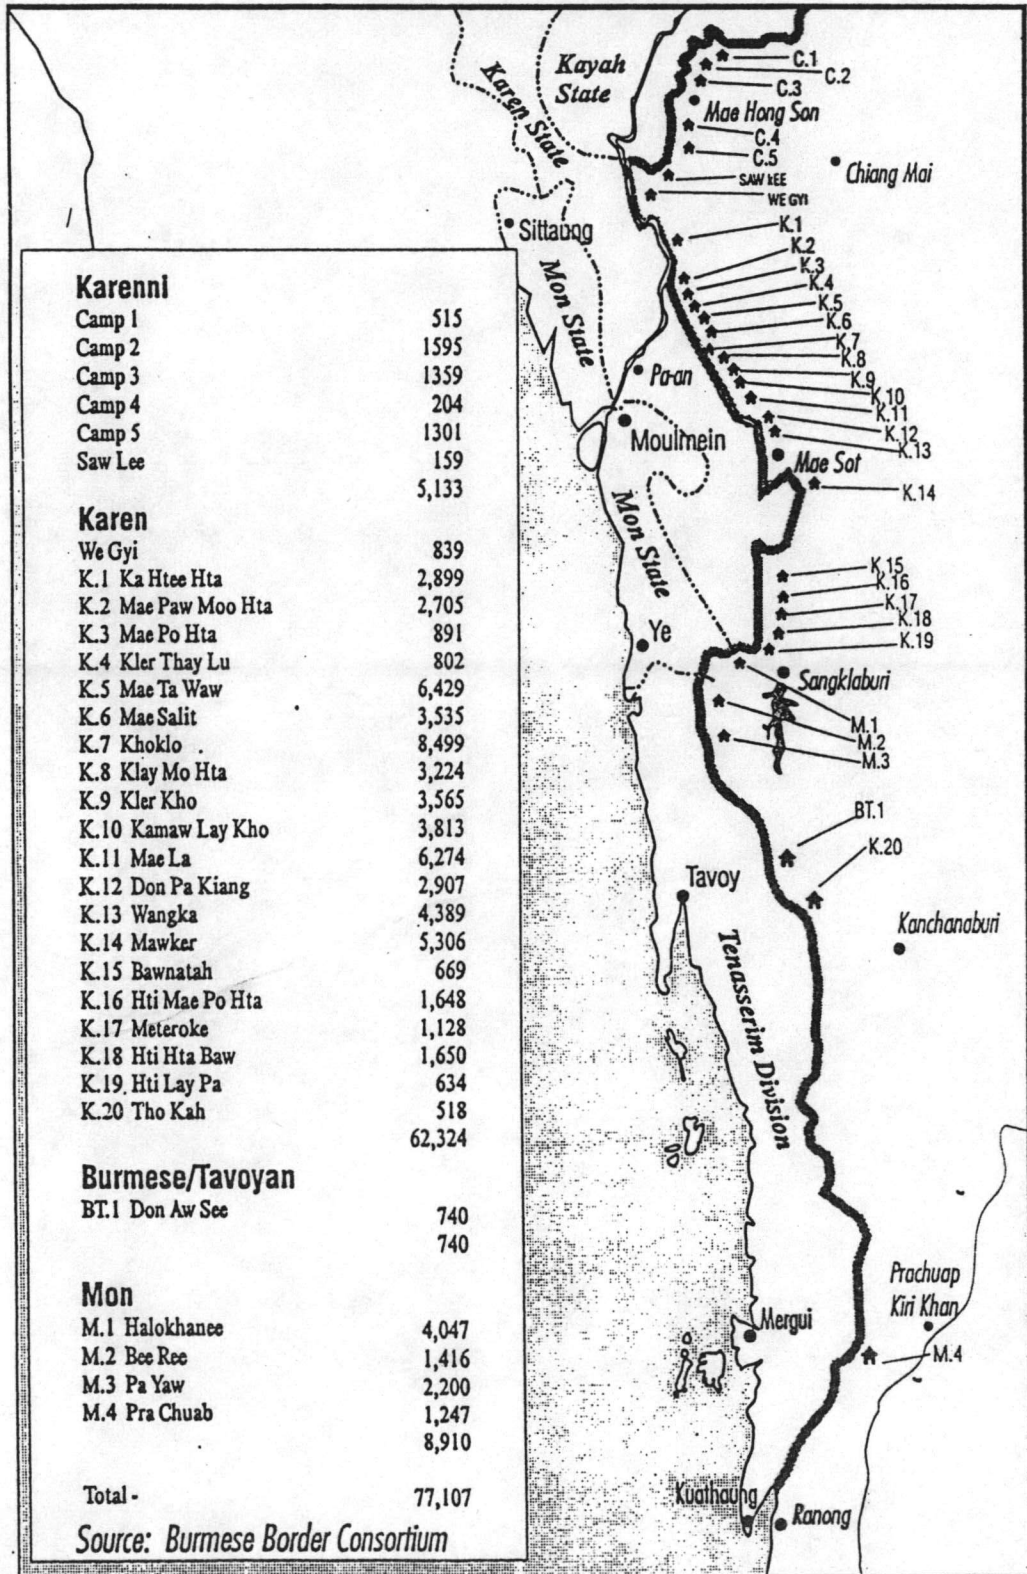 Kayah
State
Karen State
C.1
C.2
C.3
Mae Hong Son
C.4
C.5
SAW LEE
WE GYI
Chiang Mai
Sittaung
Mon State
K.1
K.2
K.3
K.4
K.5
K.6
K.7
K.8
K.9
K.10
K.11
K.12
K.13
Pa-an
Moulmein
Mae Sot
K.14
Mon State
K.15
K.16
K.17
K.18
K.19
Ye
Sangklaburi
M.1
M.2
M.3
BT.1
K.20
Tavoy
Kanchanaburi
Tenasserim Division
Prachuap
Kiri Khan
Mergui
M.4
Kuathaung
Ranong
Karenni
Camp 1 515
Camp 2 1595
Camp 3 1359
Camp 4 204
Camp 5 1301
Saw Lee 159
5,133
Karen
We Gyi 839
K.1 Ka Htee Hta 2,899
K.2 Mae Paw Moo Hta 2,705
K.3 Mae Po Hta 891
K.4 Kler Thay Lu 802
K.5 Mae Ta Waw 6,429
K.6 Mae Salit 3,535
K.7 Khoklo 8,499
K.8 Klay Mo Hta 3,224
K.9 Kler Kho 3,565
K.10 Kamaw Lay Kho 3,813
K.11 Mae La 6,274
K.12 Don Pa Kiang 2,907
K.13 Wangka 4,389
K.14 Mawker 5,306
K.15 Bawnatah 669
K.16 Hti Mae Po Hta 1,648
K.17 Meteroke 1,128
K.18 Hti Hta Baw 1,650
K.19 Hti Lay Pa 634
K.20 Tho Kah 518
62,324
Burmese/Tavoyan
BT.1 Don Aw See 740
740
Mon
M.1 Halokhanee 4,047
M.2 Bee Ree 1,416
M.3 Pa Yaw 2,200
M.4 Pra Chuab 1,247
8,910
Total - 77,107
Source: Burmese Border Consortium